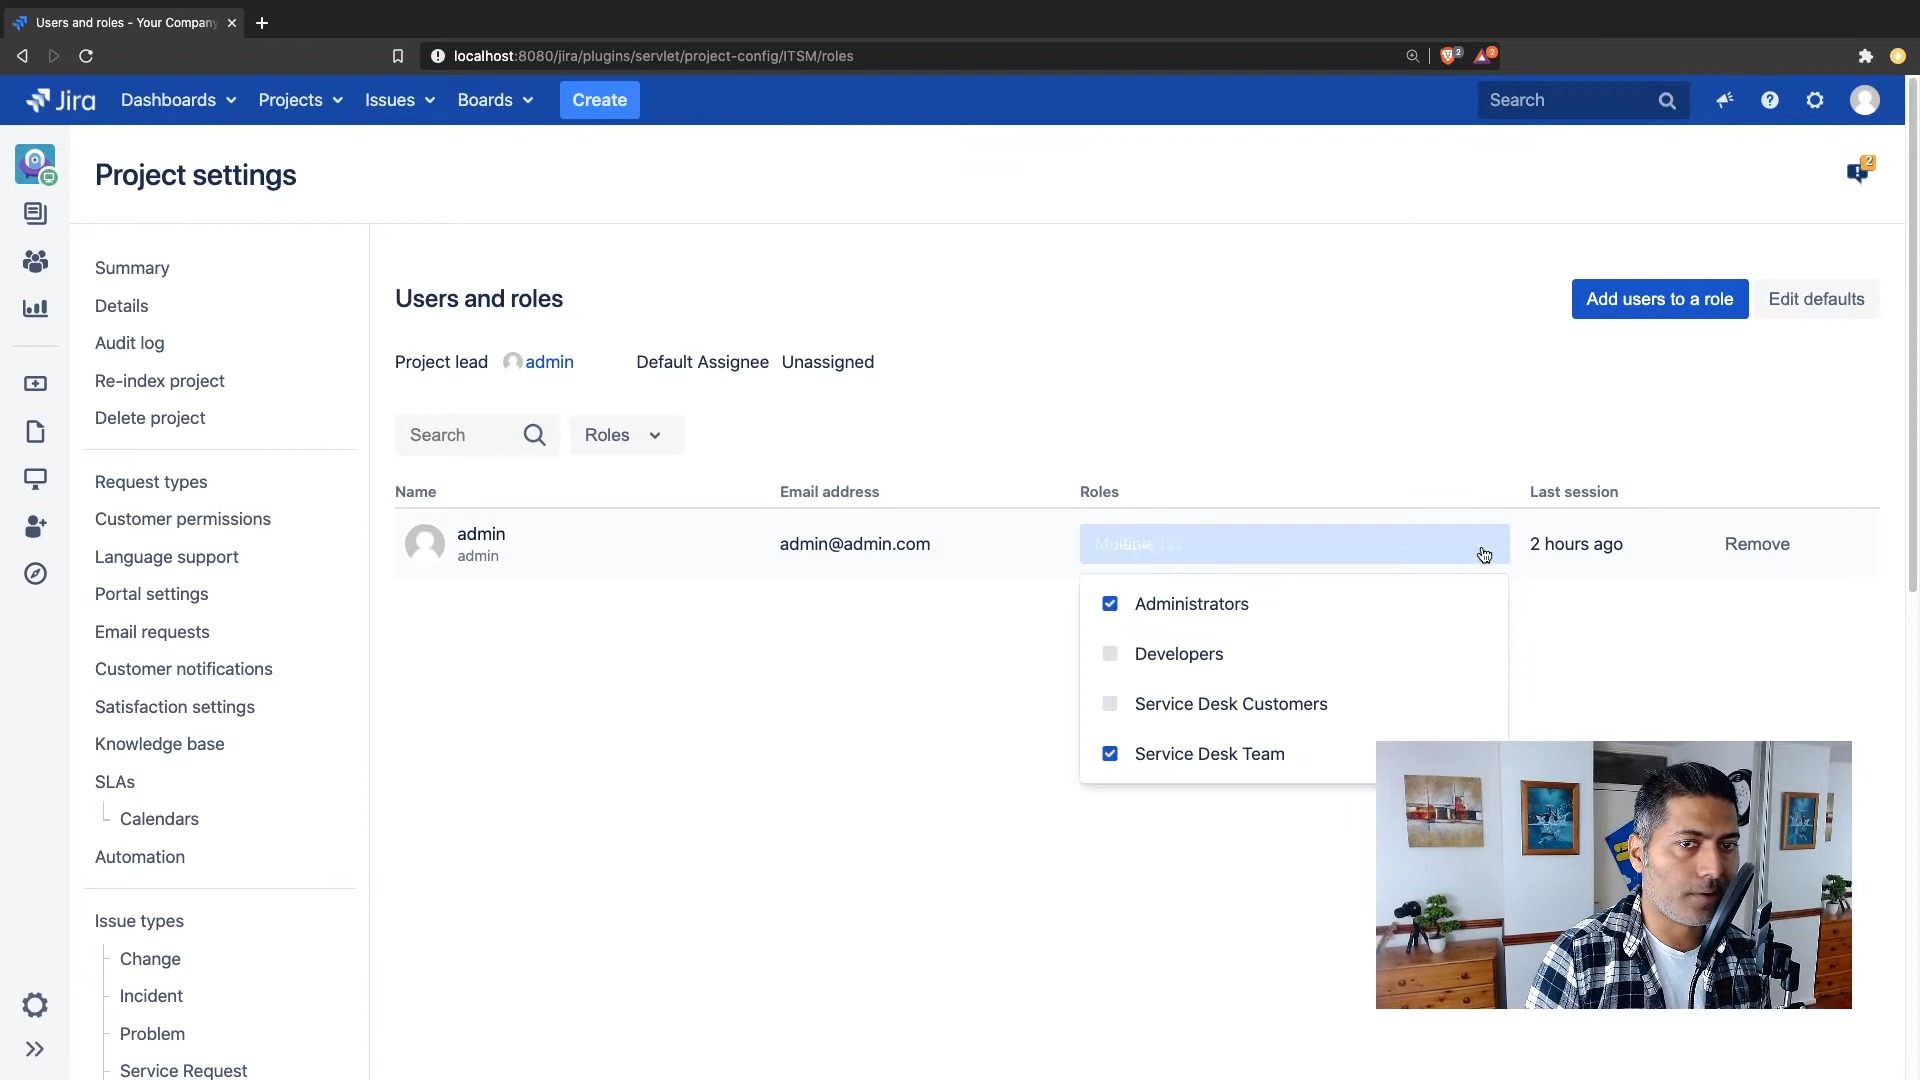 Users and roles - Your Company
localhost:8080/jira/plugins/servlet/project-config/ITSM/roles
2
2
Jira
Dashboards
Projects
Issues
Boards
Create
Search
Project settings
2
Summary
Details
Audit log
Re-index project
Delete project
Request types
Customer permissions
Language support
Portal settings
Email requests
Customer notifications
Satisfaction settings
Knowledge base
SLAs
Calendars
Automation
Issue types
Change
Incident
Problem
Service Request
Users and roles
Add users to a role
Edit defaults
Project lead admin
Default Assignee Unassigned
Search
Roles
Name Email address Roles Last session
admin
admin
admin@admin.com
Multiple
2 hours ago
Remove
Administrators
Developers
Service Desk Customers
Service Desk Team